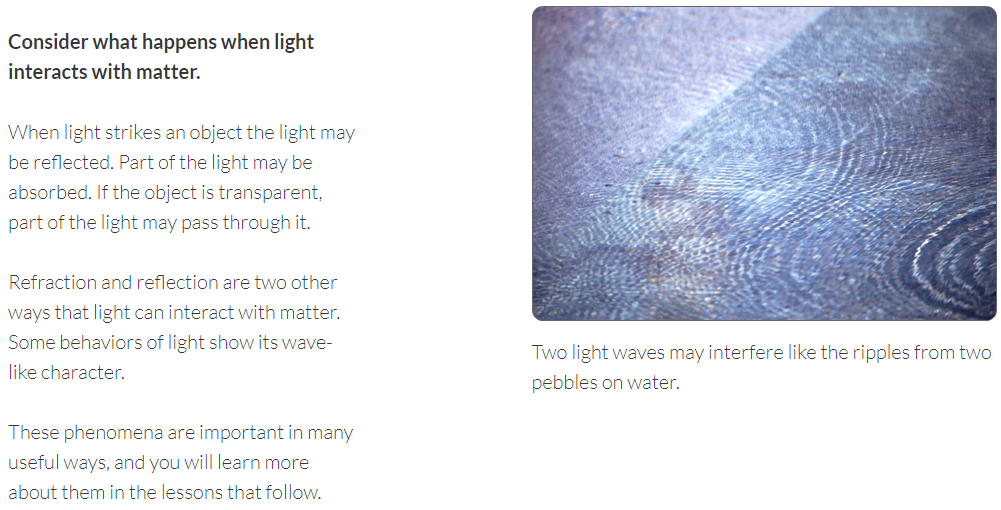 Consider what happens when light
interacts with matter.
When light strikes an object the light may
be reflected. Part of the light may be
absorbed. If the object is transparent,
part of the light may pass through it.
Refraction and reflection are two other
ways that light can interact with matter.
Some behaviors of light show its wave-
like character.
These phenomena are important in many
useful ways, and you will learn more
about them in the lessons that follow.
Two light waves may interfere like the ripples from two
pebbles on water.